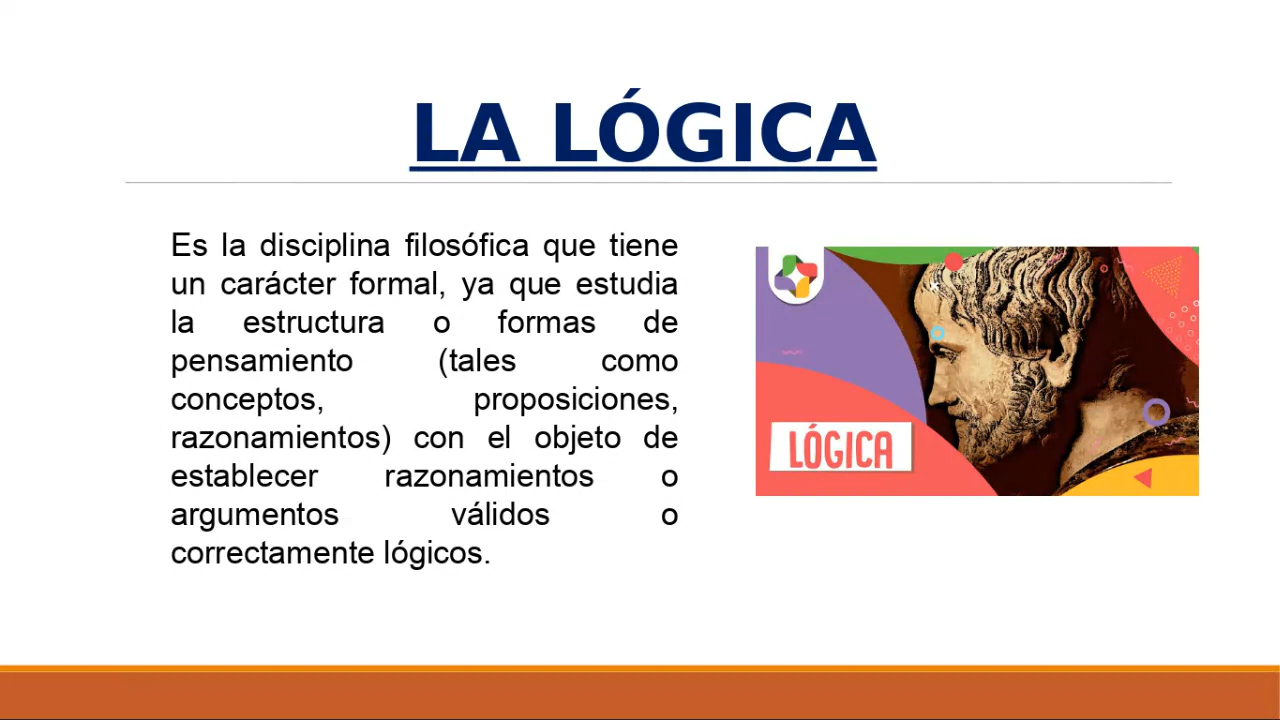 LA LÓGICA
Es la disciplina filosófica que tiene
un carácter formal, ya que estudia
la estructura o formas de
pensamiento (tales como
conceptos, proposiciones,
razonamientos) con el objeto de
establecer razonamientos o
argumentos válidos o
correctamente lógicos.
LÓGICA